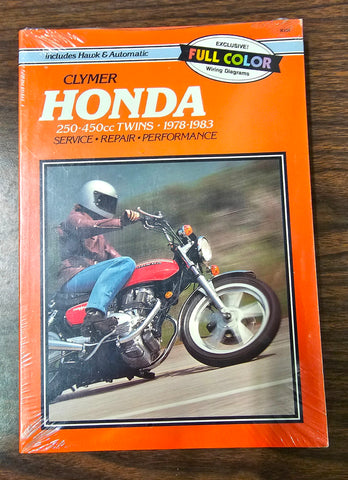 includes Hawk & Automatic
EXCLUSIVE!
FULL COLOR
Wiring Diagrams
CLYMER
HONDA
250-450cc TWINS • 1978-1983
SERVICE • REPAIR • PERFORMANCE